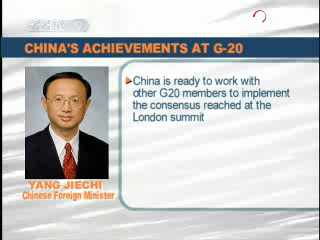 CCTV
CHINA'S ACHIEVEMENTS AT G-20
China is ready to work with
other G20 members to implement
the consensus reached at the
London summit
YANG JIECHI
Chinese Foreign Minister